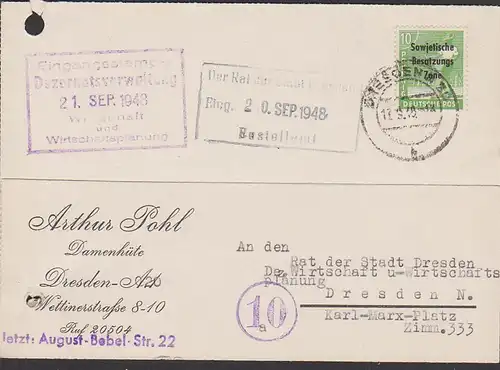 Eingangsstempel
Dezernatsverwaltung
21. SEP. 1948
Wirtschaft
und
Wirtschaftsplanung
Der Rat der Stadt
Eing. 20. SEP. 1948
10
Sowjetische
Besatzungs
Zone
DEUTSCHE POST
DRESDEN
Arthur Pohl
Damenhüte
Dresden-A
Wettinerstraße 8-10
Ruf 20504
Jetzt: August-Bebel-Str. 22
10
a
An den
Rat der Stadt Dresden
Dez. Wirtschaft u-Wirtschafts
planung
Dresden N.
Karl-Marx-Platz
Zimm. 333